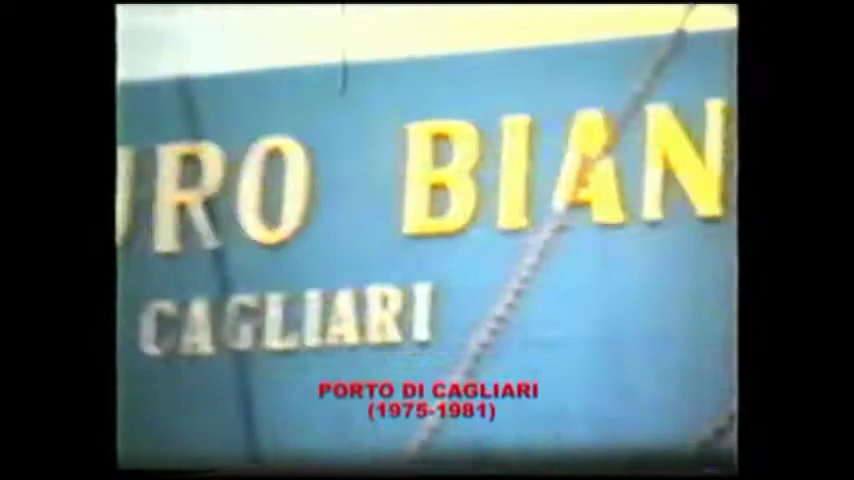 URO BIAN
CAGLIARI
PORTO DI CAGLIARI
(1975-1981)